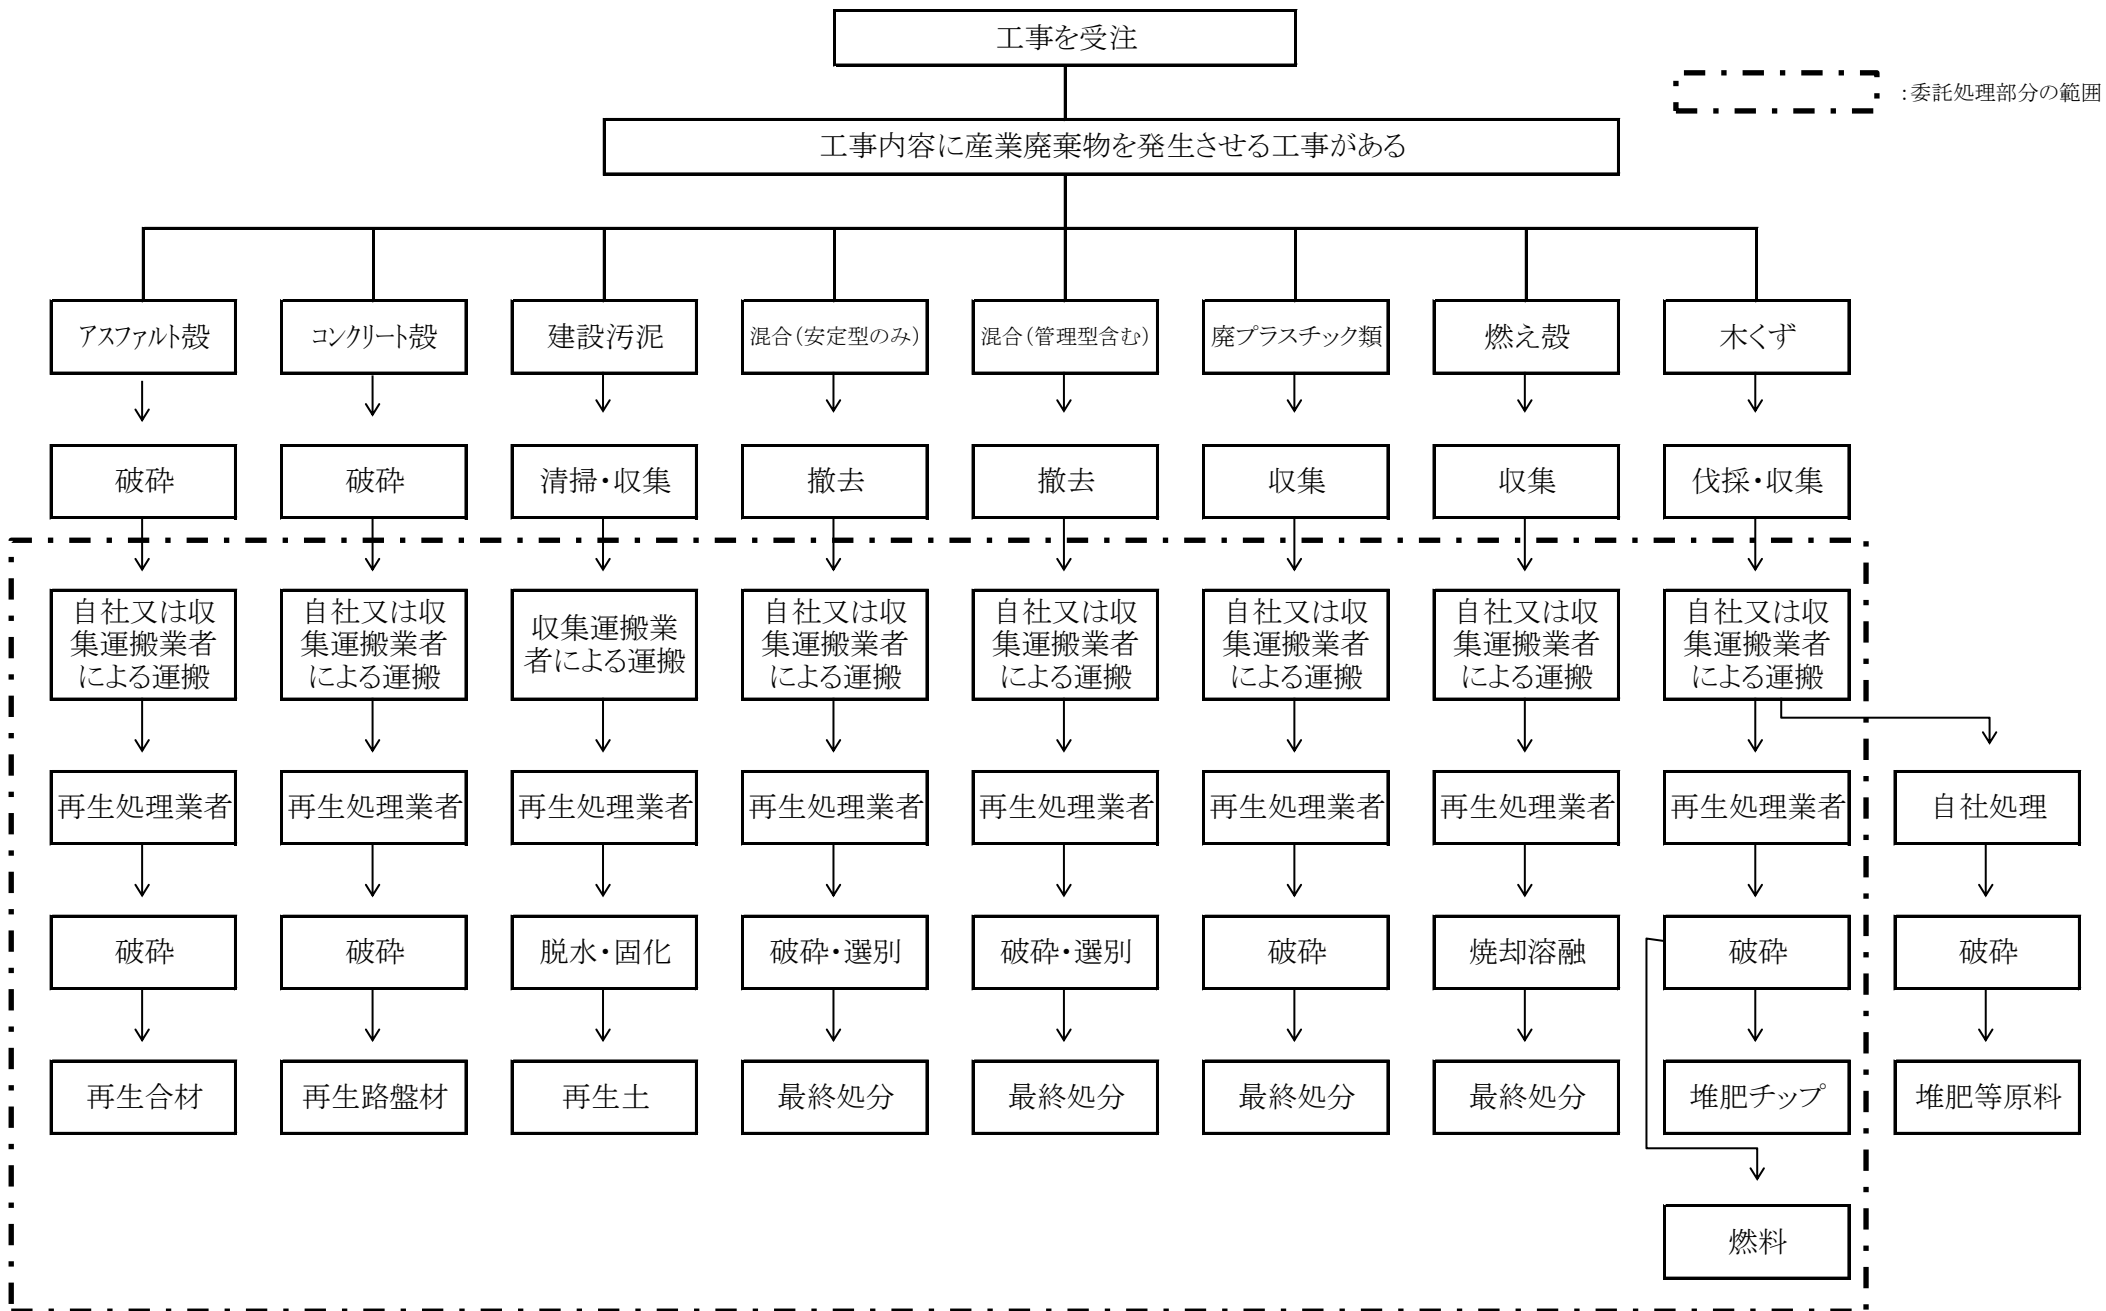 工事を受注
:委託処理部分の範囲
工事内容に産業廃棄物を発生させる工事がある
アスファルト殻
コンクリート殻
建設汚泥
混合(安定型のみ)
混合(管理型含む)
廃プラスチック類
燃え殻
木くず
破砕
破砕
清掃・収集
撤去
撤去
収集
収集
伐採・収集
自社又は収
集運搬業者
による運搬
自社又は収
集運搬業者
による運搬
収集運搬業
者による運搬
自社又は収
集運搬業者
による運搬
自社又は収
集運搬業者
による運搬
自社又は収
集運搬業者
による運搬
自社又は収
集運搬業者
による運搬
自社又は収
集運搬業者
による運搬
再生処理業者
再生処理業者
再生処理業者
再生処理業者
再生処理業者
再生処理業者
再生処理業者
再生処理業者
自社処理
破砕
破砕
脱水・固化
破砕・選別
破砕・選別
破砕
焼却溶融
破砕
破砕
再生合材
再生路盤材
再生土
最終処分
最終処分
最終処分
最終処分
堆肥チップ
堆肥等原料
燃料